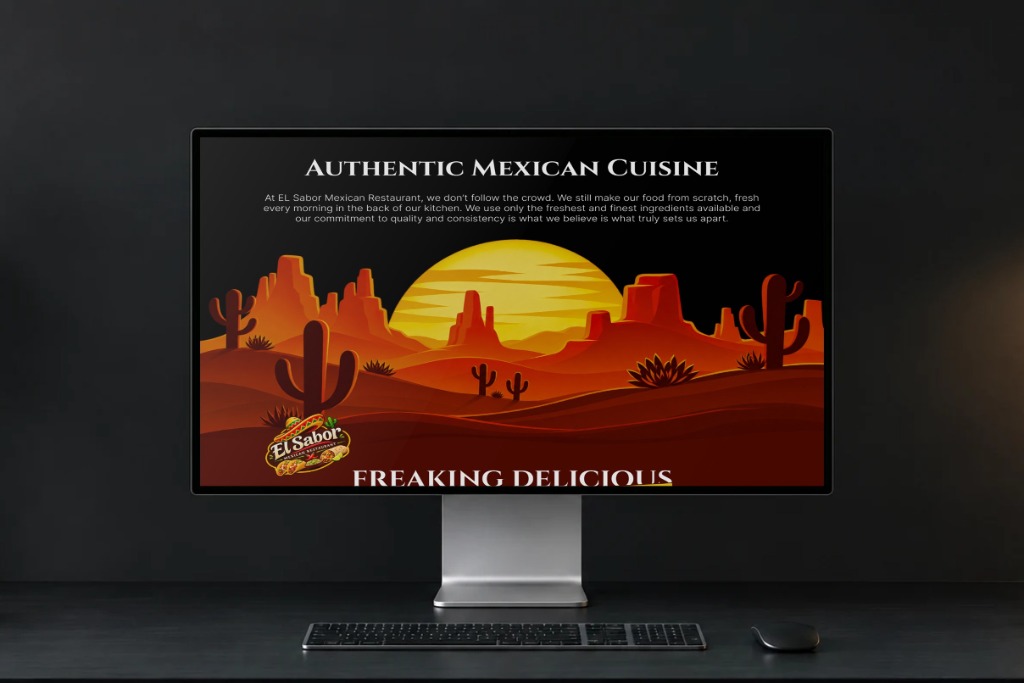 Authentic Mexican Cuisine
At EL Sabor Mexican Restaurant, we don't follow the crowd. We still make our food from scratch, fresh
every morning in the back of our kitchen. We use only the freshest and finest ingredients available and
our commitment to quality and consistency is what we believe is what truly sets us apart.
El Sabor
MEXICAN RESTAURANT
FREAKING DELICIOUS